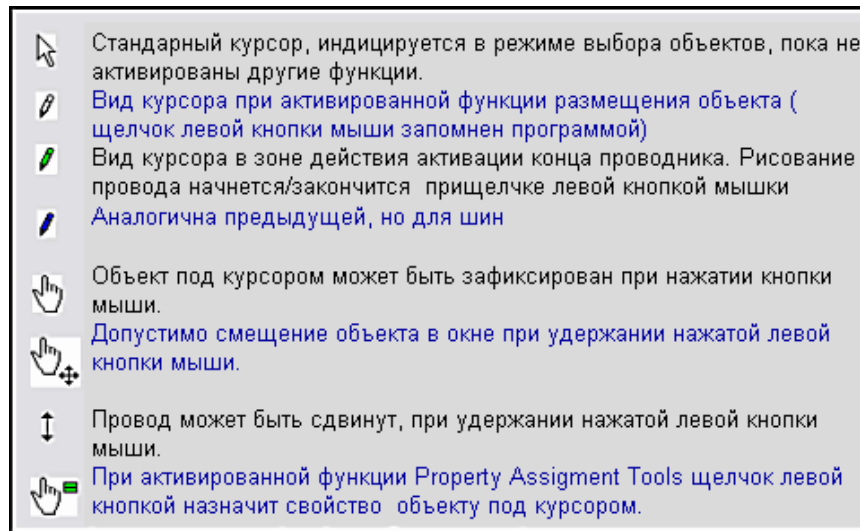 Стандарный курсор, индицируется в режиме выбора объектов, пока не
активированы другие функции.
Вид курсора при активированной функции размещения объекта (
щелчок левой кнопки мыши запомнен программой)
Вид курсора в зоне действия активации конца проводника. Рисование
провода начнется/закончится прищелчке левой кнопкой мышки
Аналогична предыдущей, но для шин
Объект под курсором может быть зафиксирован при нажатии кнопки
мыши.
Допустимо смещение объекта в окне при удержании нажатой левой
кнопки мыши.
Провод может быть сдвинут, при удержании нажатой левой кнопки
мыши.
При активированной функции Property Assigment Tools щелчок левой
кнопкой назначит свойство объекту под курсором.